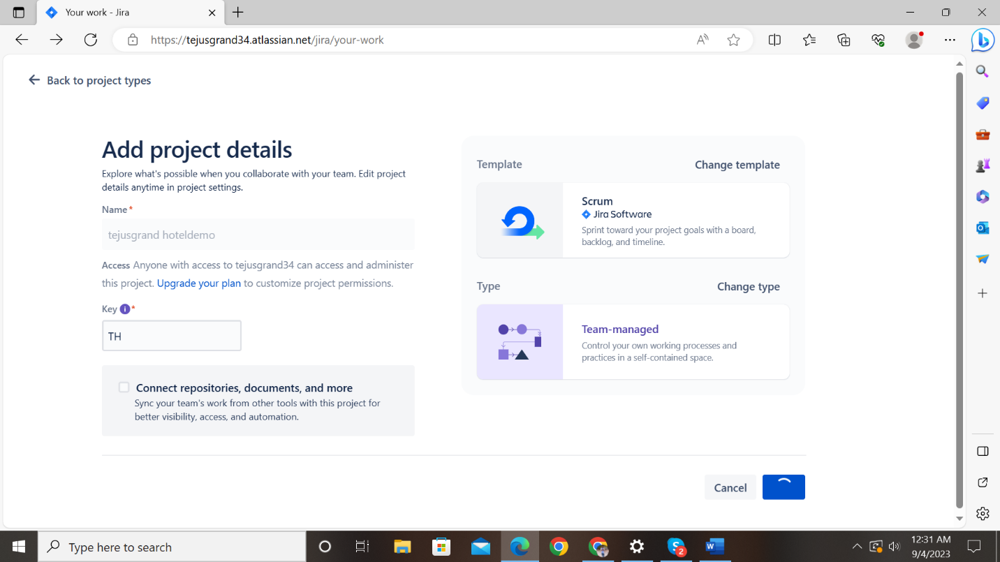 Your work - Jira
https://tejusgrand34.atlassian.net/jira/your-work
Back to project types
Add project details
Explore what's possible when you collaborate with your team. Edit project
details anytime in project settings.
Name*
tejusgrand hoteldemo
Access Anyone with access to tejusgrand34 can access and administer
this project. Upgrade your plan to customize project permissions.
Key i *
TH
Connect repositories, documents, and more
Sync your team's work from other tools with this project for
better visibility, access, and automation.
Template
Change template
Scrum
Jira Software
Sprint toward your project goals with a board,
backlog, and timeline.
Type
Change type
Team-managed
Control your own working processes and
practices in a self-contained space.
Cancel
Type here to search
2
12:31 AM
9/4/2023